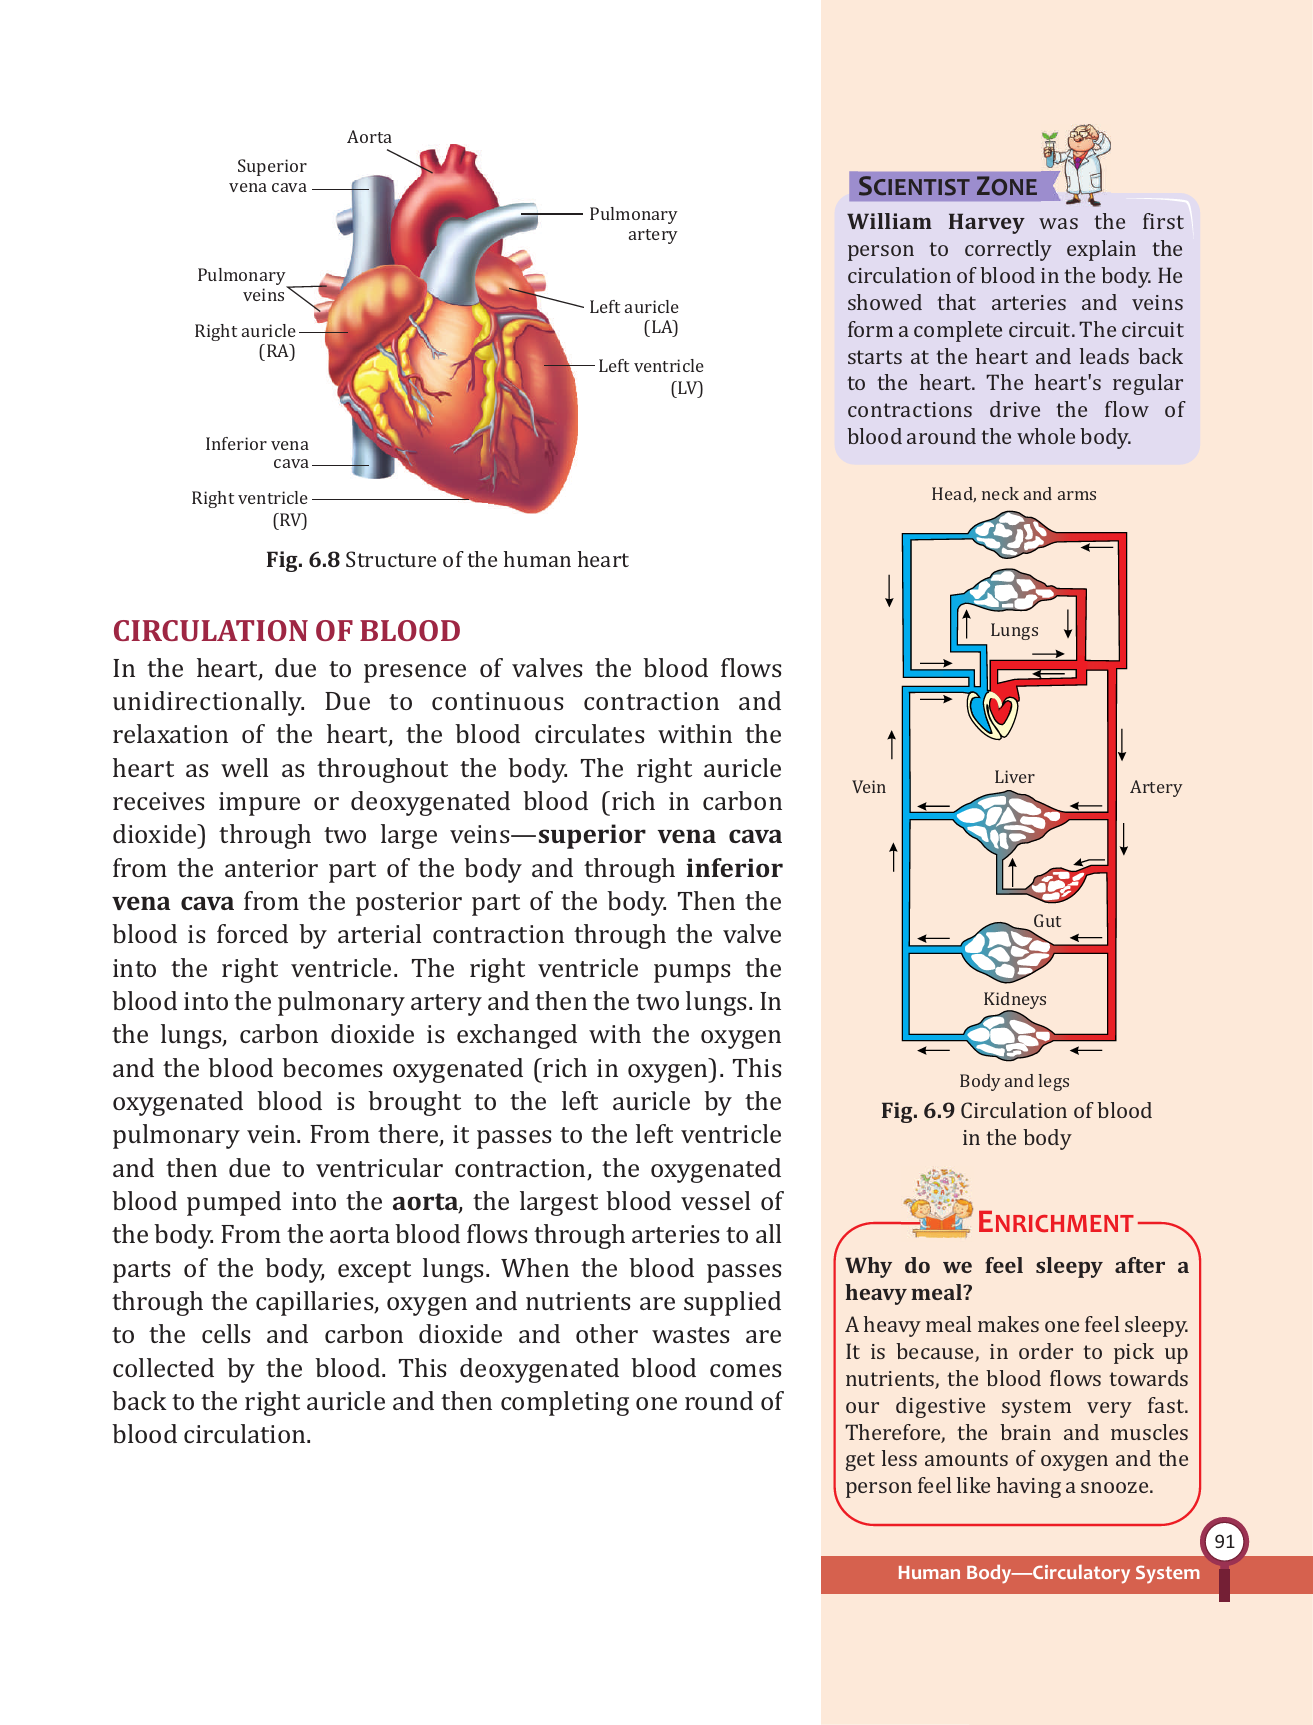 Aorta
Superior
vena cava
Pulmonary
artery
Pulmonary
veins
Left auricle
(LA)
Right auricle
(RA)
Left ventricle
(LV)
Inferior vena
cava
Right ventricle
(RV)
Fig. 6.8 Structure of the human heart
CIRCULATION OF BLOOD
In the heart, due to presence of valves the blood flows
unidirectionally. Due to continuous contraction and
relaxation of the heart, the blood circulates within the
heart as well as throughout the body. The right auricle
receives impure or deoxygenated blood (rich in carbon
dioxide) through two large veins—superior vena cava
from the anterior part of the body and through inferior
vena cava from the posterior part of the body. Then the
blood is forced by arterial contraction through the valve
into the right ventricle. The right ventricle pumps the
blood into the pulmonary artery and then the two lungs. In
the lungs, carbon dioxide is exchanged with the oxygen
and the blood becomes oxygenated (rich in oxygen). This
oxygenated blood is brought to the left auricle by the
pulmonary vein. From there, it passes to the left ventricle
and then due to ventricular contraction, the oxygenated
blood pumped into the aorta, the largest blood vessel of
the body. From the aorta blood flows through arteries to all
parts of the body, except lungs. When the blood passes
through the capillaries, oxygen and nutrients are supplied
to the cells and carbon dioxide and other wastes are
collected by the blood. This deoxygenated blood comes
back to the right auricle and then completing one round of
blood circulation.
SCIENTIST ZONE
William Harvey was the first
person to correctly explain the
circulation of blood in the body. He
showed that arteries and veins
form a complete circuit. The circuit
starts at the heart and leads back
to the heart. The heart's regular
contractions drive the flow of
blood around the whole body.
Head, neck and arms
Lungs
Liver
Vein
Artery
Gut
Kidneys
Body and legs
Fig. 6.9 Circulation of blood
in the body
ENRICHMENT
Why do we feel sleepy after a
heavy meal?
A heavy meal makes one feel sleepy.
It is because, in order to pick up
nutrients, the blood flows towards
our digestive system very fast.
Therefore, the brain and muscles
get less amounts of oxygen and the
person feel like having a snooze.
91
Human Body—Circulatory System